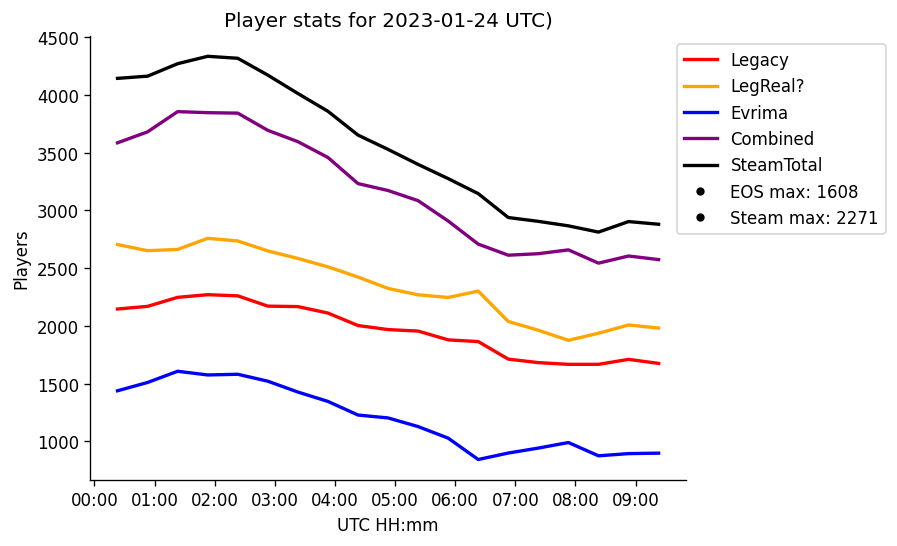 Player stats for 2023-01-24 UTC)
4500
4000
3500
3000
2500
2000
1500
1000
Players
00:00 01:00 02:00 03:00 04:00 05:00 06:00 07:00 08:00 09:00
UTC HH:mm
Legacy
LegReal?
Evrima
Combined
SteamTotal
EOS max: 1608
Steam max: 2271